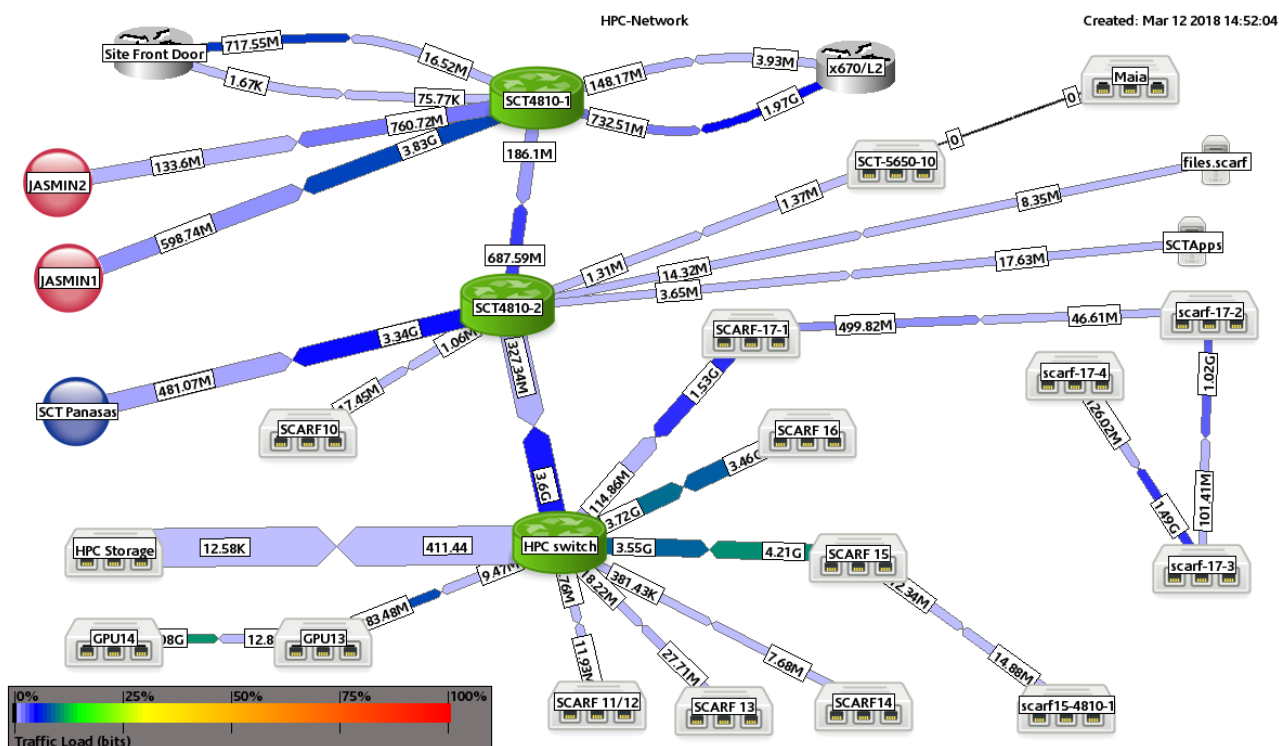 HPC-Network
Created: Mar 12 2018 14:52:04
Site Front Door
717.55M
16.52M
1.67K
75.77K
SCT4810-1
148.17M
3.93M
x670/L2
732.51M
1.97G
Maia
0
0
760.72M
133.6M
3.83G
598.74M
JASMIN2
JASMIN1
186.1M
687.59M
SCT-5650-10
files.scarf
SCTApps
1.37M
1.31M
8.35M
14.32M
17.63M
3.65M
SCT4810-2
3.34G
481.07M
SCT Panasas
1.06M
17.45M
SCARF10
327.34M
3.6G
SCARF-17-1
499.82M
46.61M
scarf-17-2
1.53G
114.86M
scarf-17-4
126.02M
1.49G
1.02G
101.41M
scarf-17-3
SCARF 16
3.46G
3.72G
HPC Storage
12.58K
411.44
HPC switch
3.55G
4.21G
SCARF 15
9.47M
83.48M
GPU14
12.8
GPU13
11.93M
18.22M
27.71M
381.43K
7.68M
14.88M
SCARF 11/12
SCARF 13
SCARF14
scarf15-4810-1
0%
25%
50%
75%
100%
Traffic Load (bits)